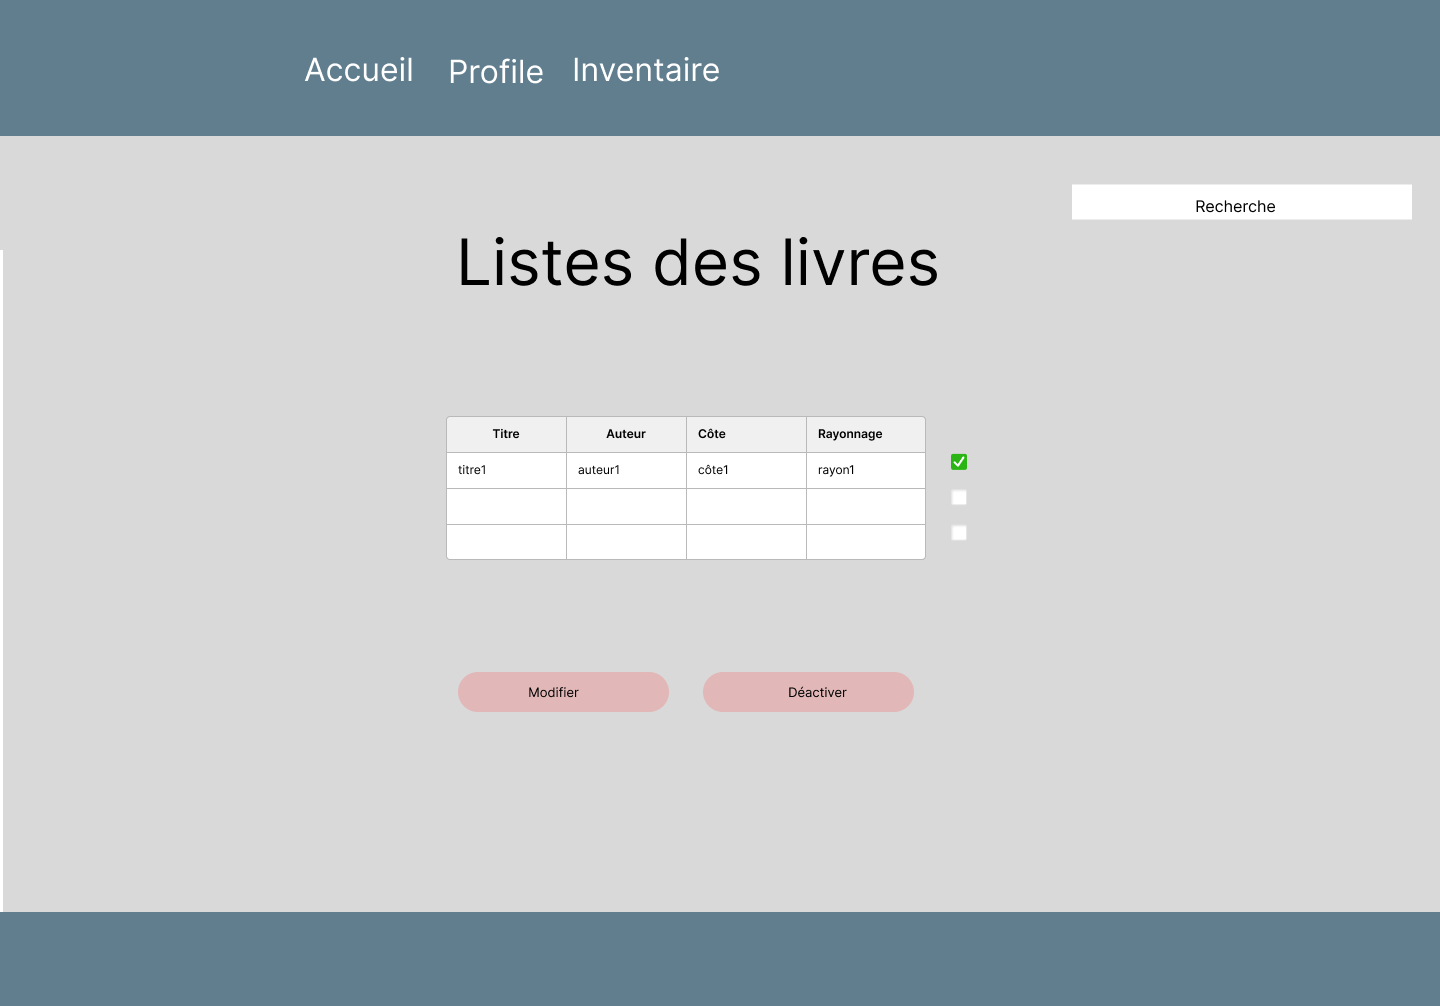 Accueil Profile Inventaire
Recherche
Listes des livres
Titre Auteur Côte Rayonnage
titre1 auteur1 côte1 rayon1
Modifier Déactiver